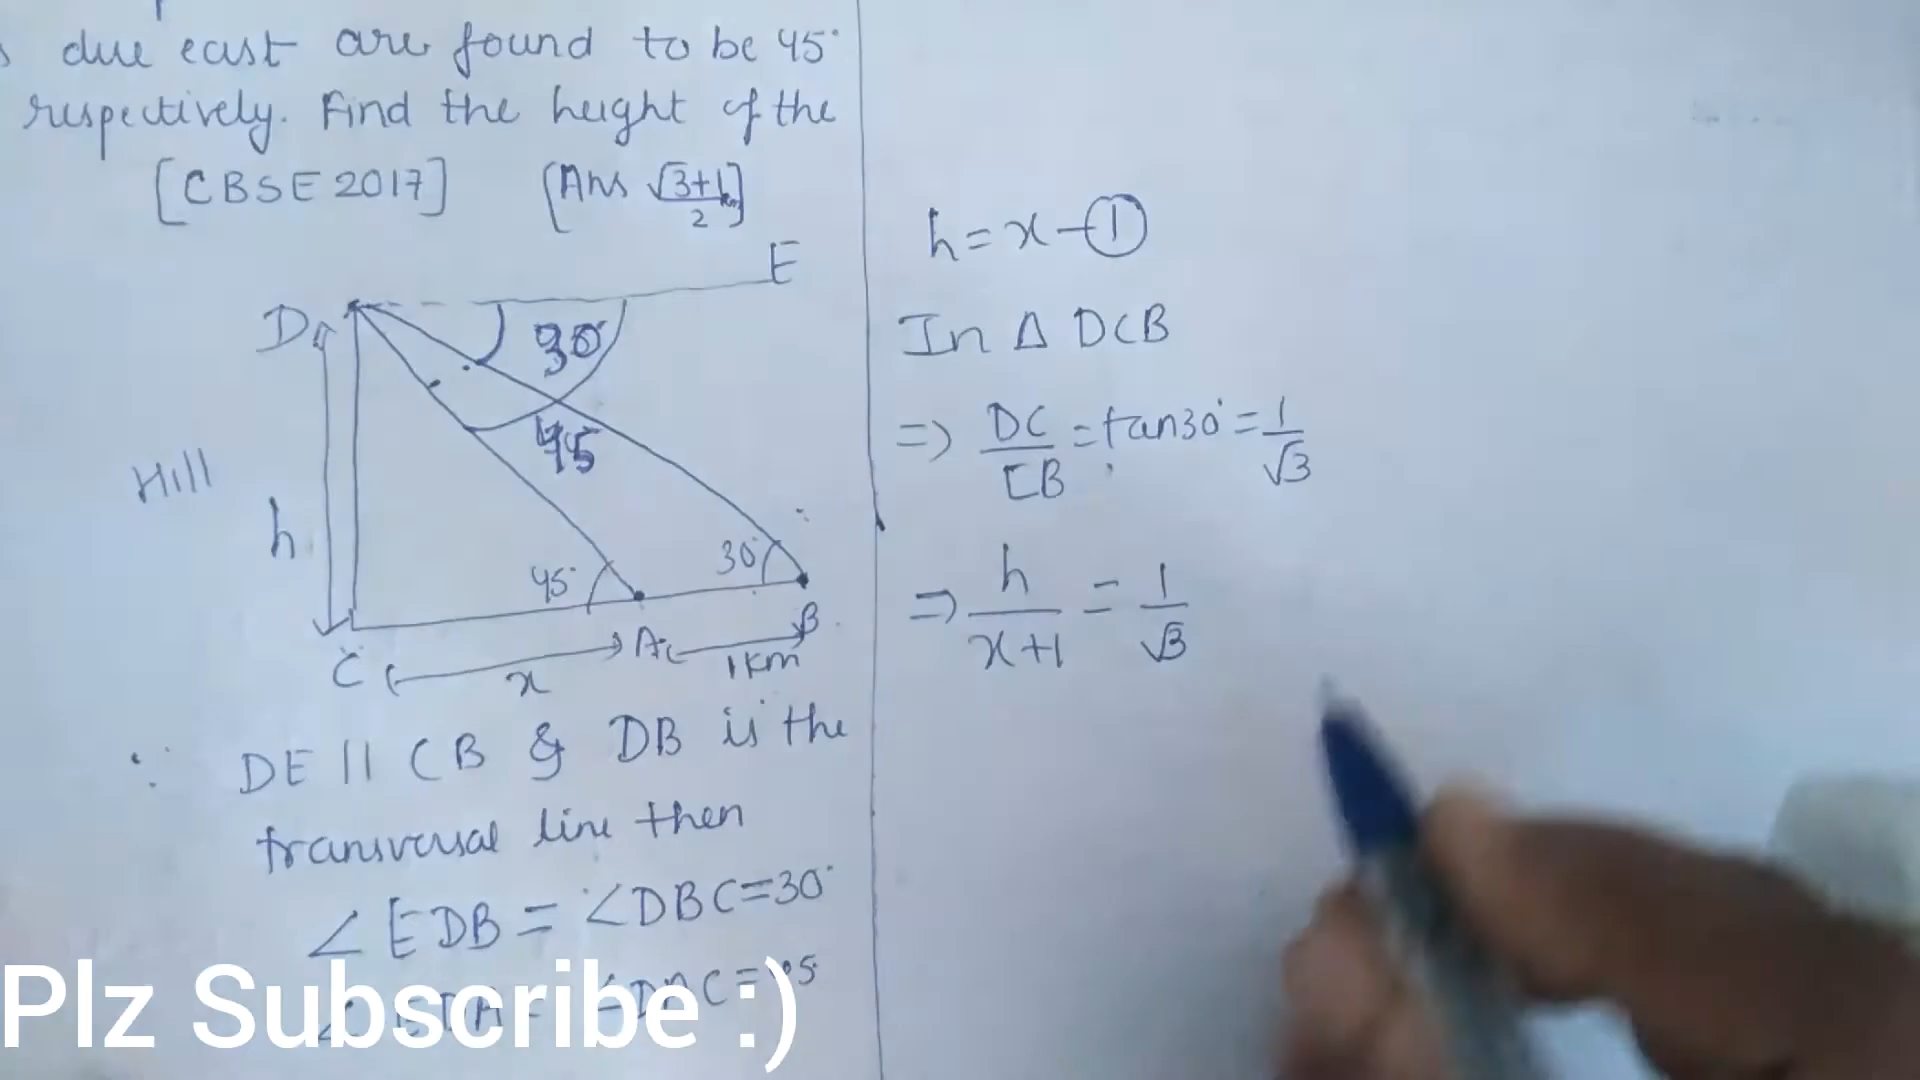 due east are found to be 45°
respectively. Find the height of the
[CBSE 2017] [Ans √3+1/2 km]
E
D
30°
45
Hill
h
45°
30°
C
x
A
1km
B
∵ DE || CB & DB is the
transversal line then
∠EDB = ∠DBC=30°
Plz Subscribe :)
h=x-①
In Δ DCB
=> DC/CB = tan30° = 1/√3
=> h/x+1 = 1/√3